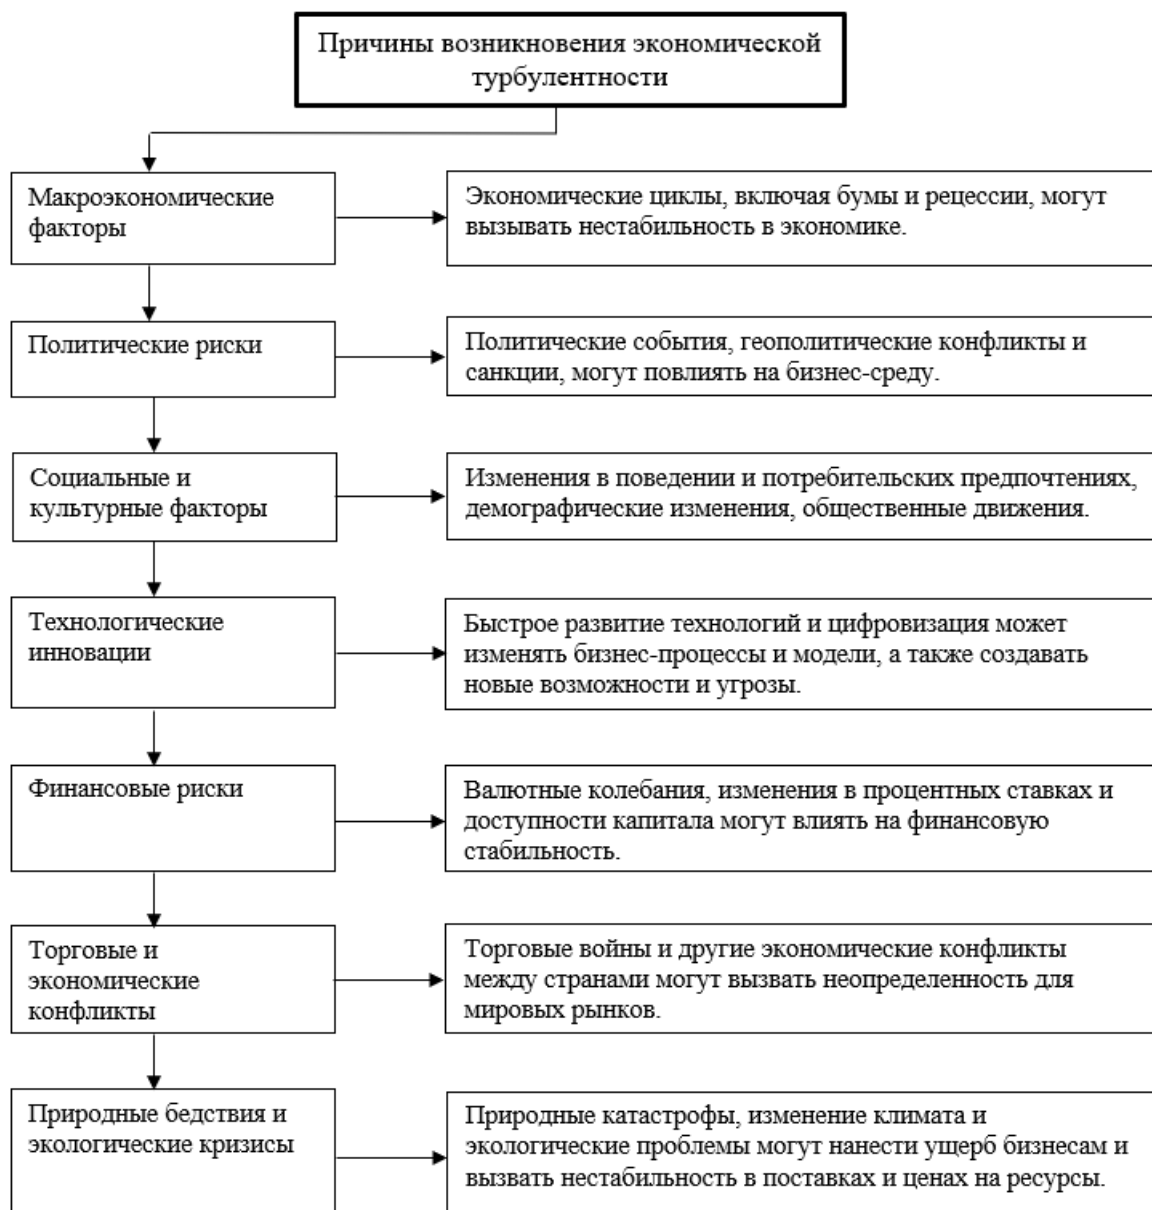 Причины возникновения экономической
турбулентности
Макроэкономические
факторы
Экономические циклы, включая бумы и рецессии, могут
вызывать нестабильность в экономике.
Политические риски
Политические события, геополитические конфликты и
санкции, могут повлиять на бизнес-среду.
Социальные и
культурные факторы
Изменения в поведении и потребительских предпочтениях,
демографические изменения, общественные движения.
Технологические
инновации
Быстрое развитие технологий и цифровизация может
изменять бизнес-процессы и модели, а также создавать
новые возможности и угрозы.
Финансовые риски
Валютные колебания, изменения в процентных ставках и
доступности капитала могут влиять на финансовую
стабильность.
Торговые и
экономические
конфликты
Торговые войны и другие экономические конфликты
между странами могут вызвать неопределенность для
мировых рынков.
Природные бедствия и
экологические кризисы
Природные катастрофы, изменение климата и
экологические проблемы могут нанести ущерб бизнесам и
вызвать нестабильность в поставках и ценах на ресурсы.